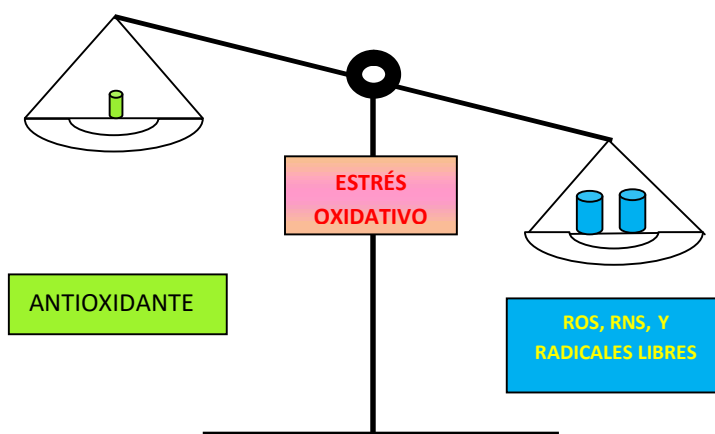 ESTRÉS
OXIDATIVO
ANTIOXIDANTE
ROS, RNS, Y
RADICALES LIBRES